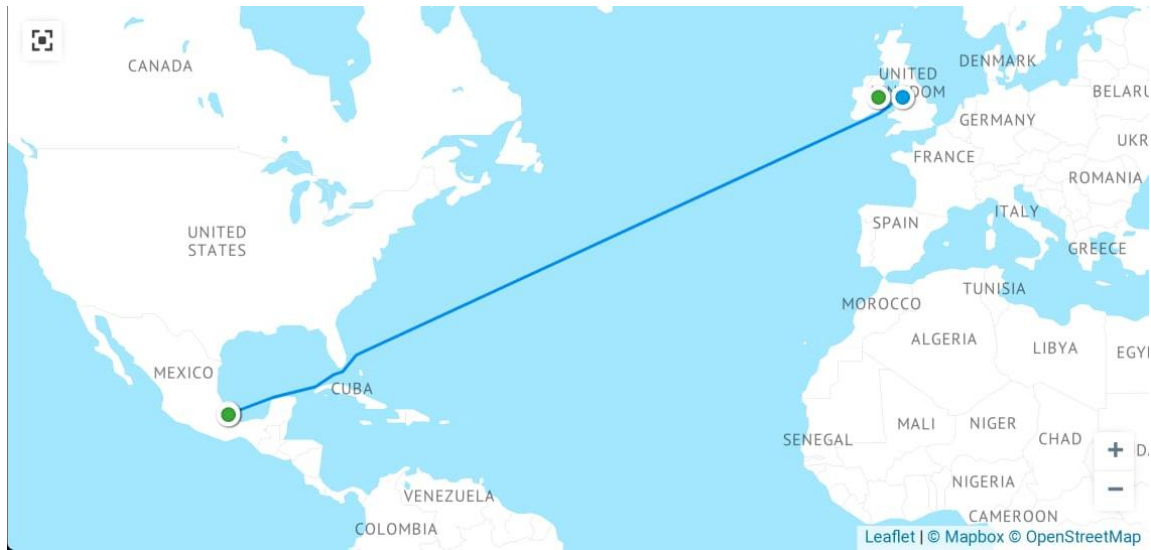 CANADA
UNITED
STATES
MEXICO
CUBA
VENEZUELA
COLOMBIA
UNITED
DENMARK
BELARU
GERMANY
UKR
FRANCE
ROMANIA
SPAIN
ITALY
GREECE
MOROCCO
TUNISIA
ALGERIA
LIBYA
EGY
SENEGAL
MALI
NIGER
CHAD
NIGERIA
CAMEROON
+
−
Leaflet | © Mapbox © OpenStreetMap